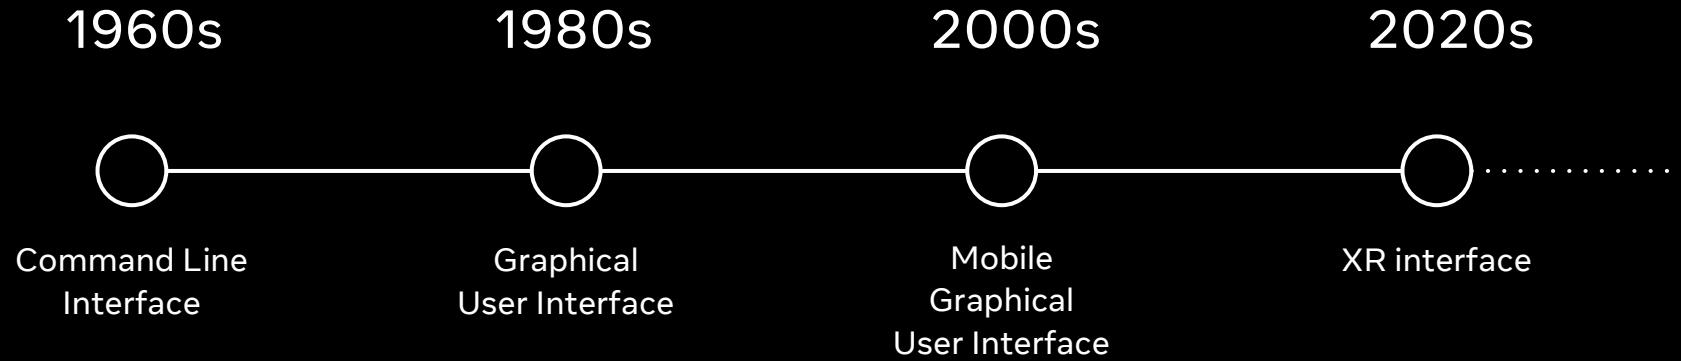 1960s
1980s
2000s
2020s
Command Line
Interface
Graphical
User Interface
Mobile
Graphical
User Interface
XR interface